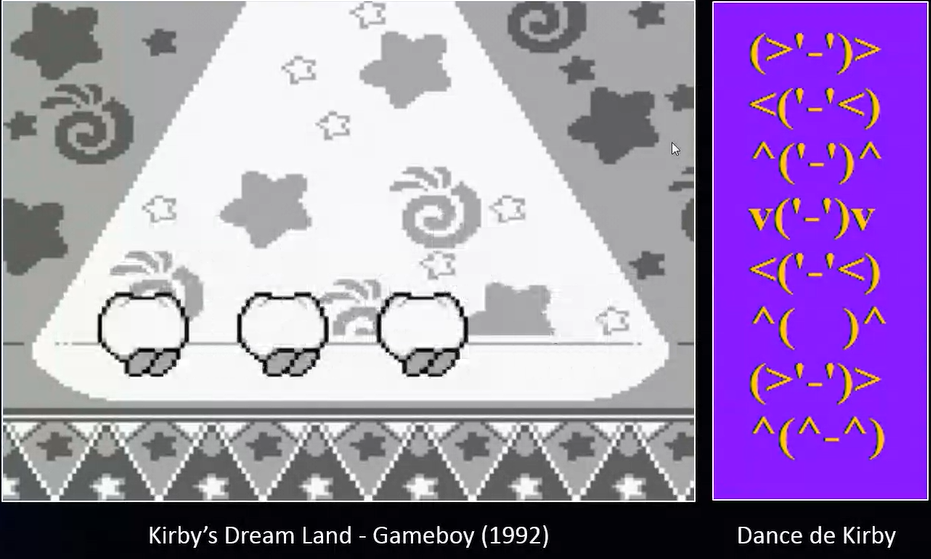 (>'-')>
<('-'<)
^('-')^
v('-')v
<('-'<)
^(   )^
(>'-')>
^(^-^)
Kirby’s Dream Land - Gameboy (1992)
Dance de Kirby